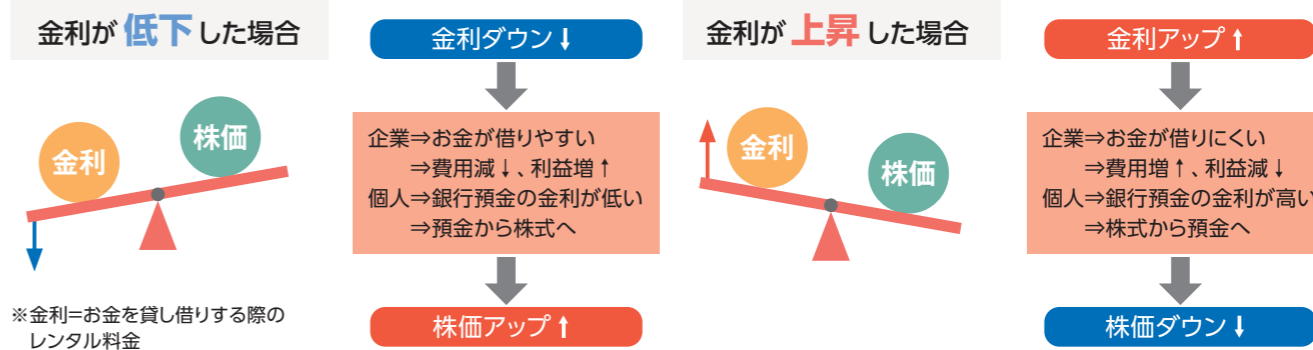 金利が低下した場合
金利
株価
※金利=お金を貸し借りする際の
レンタル料金
金利ダウン↓
企業⇒お金が借りやすい
⇒費用減↓、利益増↑
個人⇒銀行預金の金利が低い
⇒預金から株式へ
株価アップ↑
金利が上昇した場合
金利
株価
金利アップ↑
企業⇒お金が借りにくい
⇒費用増↑、利益減↓
個人⇒銀行預金の金利が高い
⇒株式から預金へ
株価ダウン↓